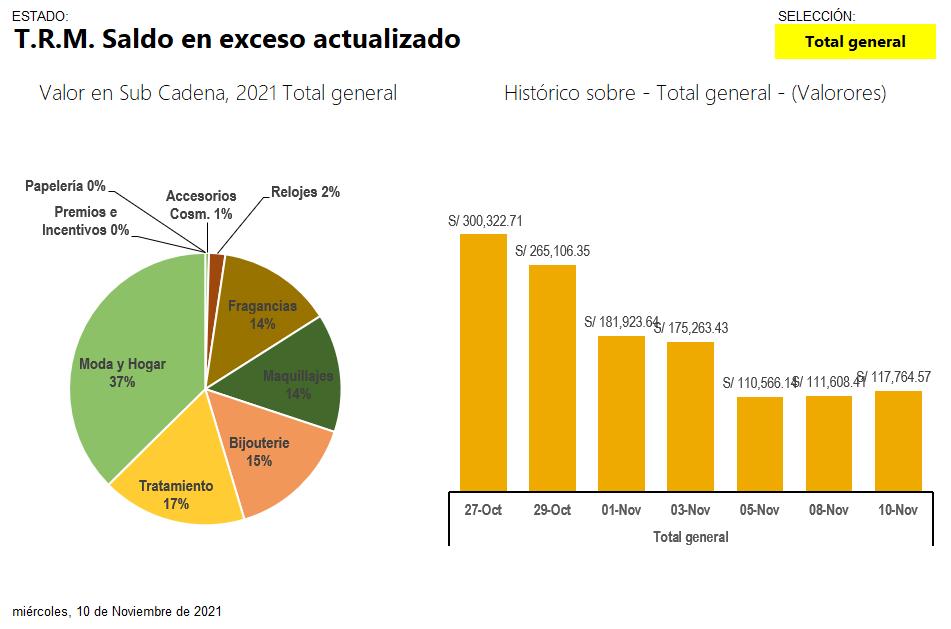 ESTADO:
SELECCIÓN:
T.R.M. Saldo en exceso actualizado
Total general
Valor en Sub Cadena, 2021 Total general
Histórico sobre - Total general - (Valorores)
Papelería 0%
Accesorios
Cosm. 1%
Relojes 2%
Premios e
Incentivos 0%
Fragancias
14%
Moda y Hogar
37%
Maquillajes
14%
Bijouterie
15%
Tratamiento
17%
S/ 300,322.71
S/ 265,106.35
S/ 181,923.64
S/ 175,263.43
S/ 110,566.14
S/ 111,608.41
S/ 117,764.57
27-Oct
29-Oct
01-Nov
03-Nov
05-Nov
08-Nov
10-Nov
Total general
miércoles, 10 de Noviembre de 2021